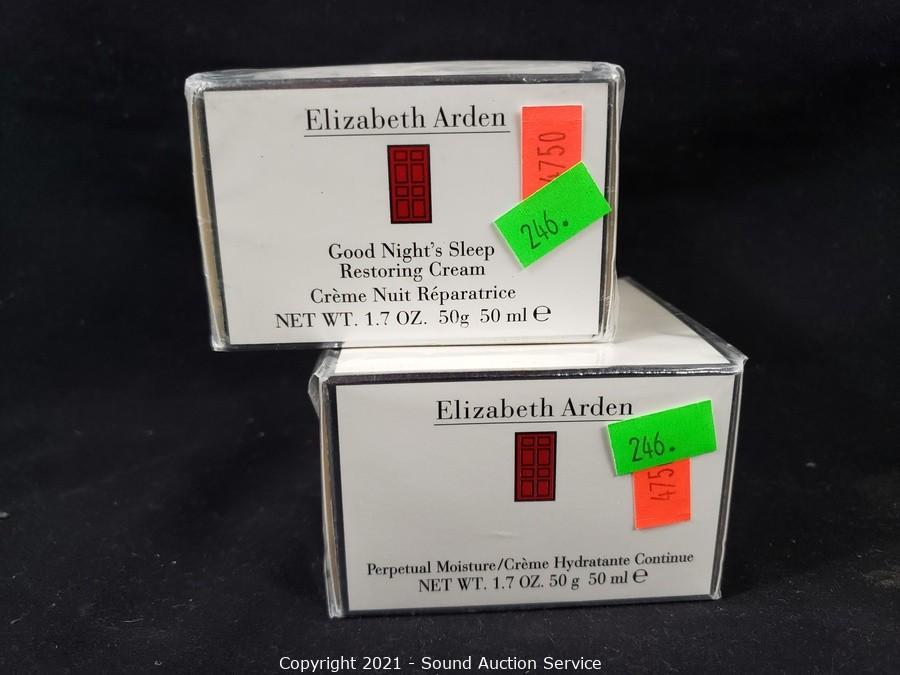 Elizabeth Arden
4750
246.
Good Night's Sleep
Restoring Cream
Crème Nuit Réparatrice
NET WT. 1.7 OZ. 50g 50 ml ℮
Elizabeth Arden
246.
475
Perpetual Moisture/Crème Hydratante Continue
NET WT. 1.7 OZ. 50 g 50 ml ℮
Copyright 2021 - Sound Auction Service